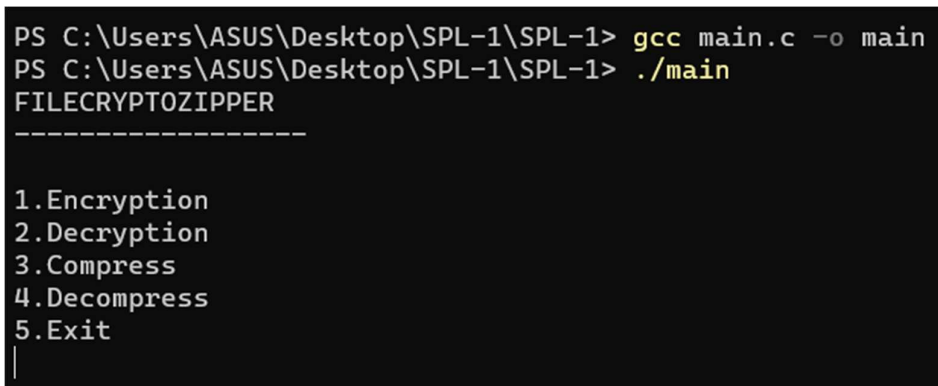 PS C:\Users\ASUS\Desktop\SPL-1\SPL-1> gcc main.c -o main
PS C:\Users\ASUS\Desktop\SPL-1\SPL-1> ./main
FILECRYPTOZIPPER
------------------
1.Encryption
2.Decryption
3.Compress
4.Decompress
5.Exit